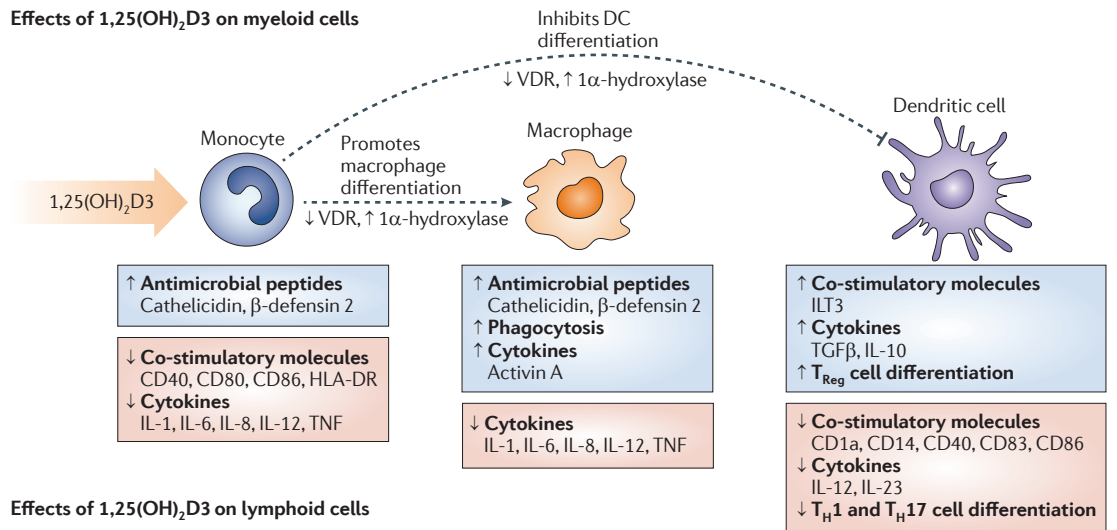 Effects of 1,25(OH)₂D3 on myeloid cells
Inhibits DC
differentiation
↓ VDR, ↑ 1α-hydroxylase
Dendritic cell
Monocyte
Promotes
macrophage
differentiation
Macrophage
1,25(OH)₂D3
↓ VDR, ↑ 1α-hydroxylase
↑ Antimicrobial peptides
Cathelicidin, β-defensin 2
↓ Co-stimulatory molecules
CD40, CD80, CD86, HLA-DR
↓ Cytokines
IL-1, IL-6, IL-8, IL-12, TNF
↑ Antimicrobial peptides
Cathelicidin, β-defensin 2
↑ Phagocytosis
↑ Cytokines
Activin A
↓ Cytokines
IL-1, IL-6, IL-8, IL-12, TNF
↑ Co-stimulatory molecules
ILT3
↑ Cytokines
TGFβ, IL-10
↑ T_Reg cell differentiation
↓ Co-stimulatory molecules
CD1a, CD14, CD40, CD83, CD86
↓ Cytokines
IL-12, IL-23
↓ T_H1 and T_H17 cell differentiation
Effects of 1,25(OH)₂D3 on lymphoid cells